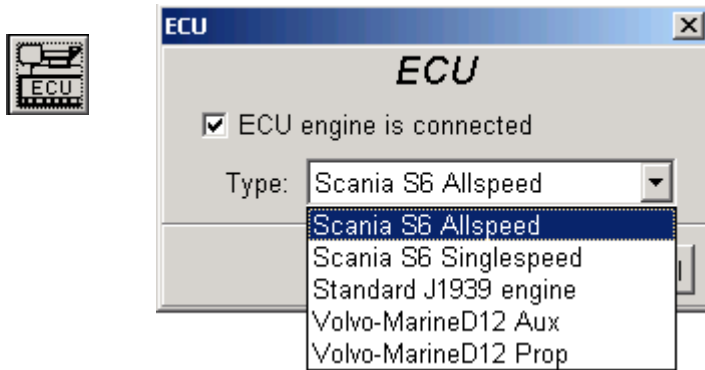 ECU
ECU
ECU
ECU engine is connected
Type: Scania S6 Allspeed
Scania S6 Allspeed
Scania S6 Singlespeed
Standard J1939 engine
Volvo-MarineD12 Aux
Volvo-MarineD12 Prop